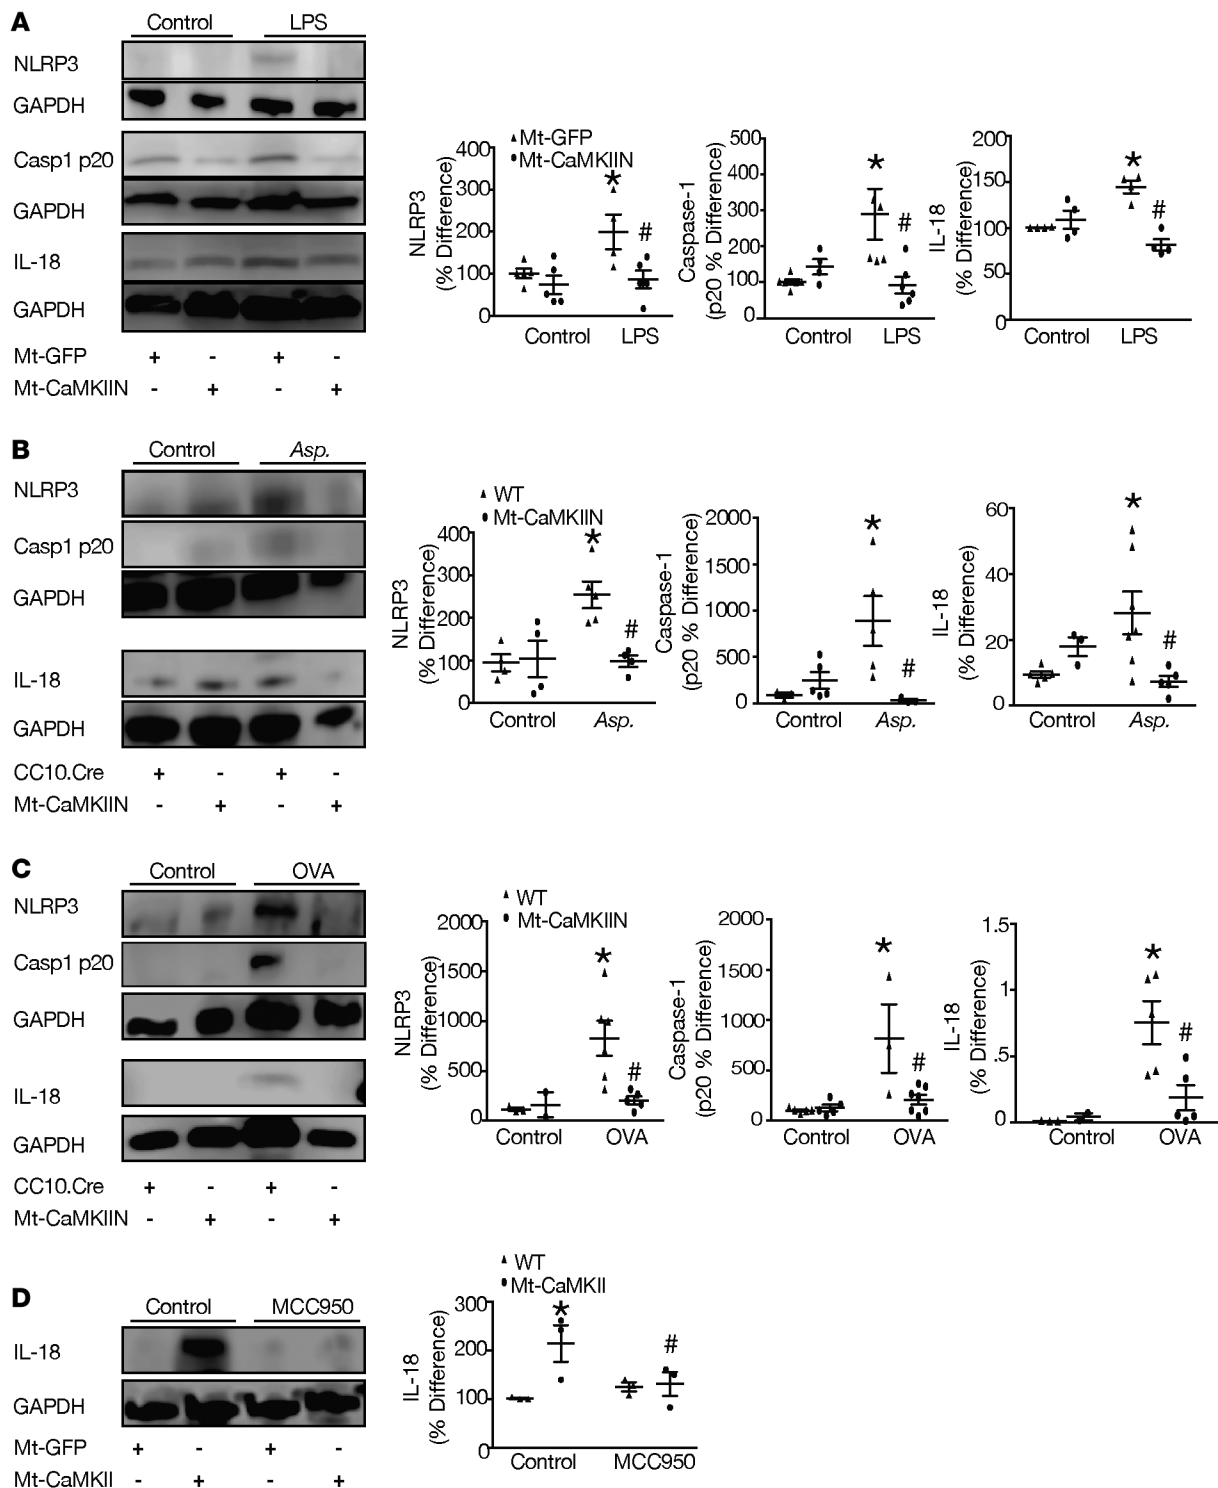 A
Control LPS
NLRP3
GAPDH
Casp1 p20
GAPDH
IL-18
GAPDH
Mt-GFP + - + -
Mt-CaMKIIN - + - +
Mt-GFP
Mt-CaMKIIN
NLRP3
(% Difference)
400
300
200
100
0
*
#
Control LPS
Caspase-1
(p20 % Difference)
500
400
300
200
100
0
*
#
Control LPS
IL-18
(% Difference)
200
150
100
50
0
*
#
Control LPS
B
Control Asp.
NLRP3
Casp1 p20
GAPDH
IL-18
GAPDH
CC10.Cre + - + -
Mt-CaMKIIN - + - +
WT
Mt-CaMKIIN
NLRP3
(% Difference)
400
300
200
100
0
*
#
Control Asp.
Caspase-1
(p20 % Difference)
2000
1500
1000
500
0
*
#
Control Asp.
IL-18
(% Difference)
60
40
20
0
*
#
Control Asp.
C
Control OVA
NLRP3
Casp1 p20
GAPDH
IL-18
GAPDH
CC10.Cre + - + -
Mt-CaMKIIN - + - +
WT
Mt-CaMKIIN
NLRP3
(% Difference)
2000
1500
1000
500
0
*
#
Control OVA
Caspase-1
(p20 % Difference)
2000
1500
1000
500
0
*
#
Control OVA
IL-18
(% Difference)
1.5
1
.5
0
*
#
Control OVA
D
Control MCC950
IL-18
GAPDH
Mt-GFP + - + -
Mt-CaMKII - + - +
WT
Mt-CaMKII
IL-18
(% Difference)
300
200
100
0
*
#
Control MCC950